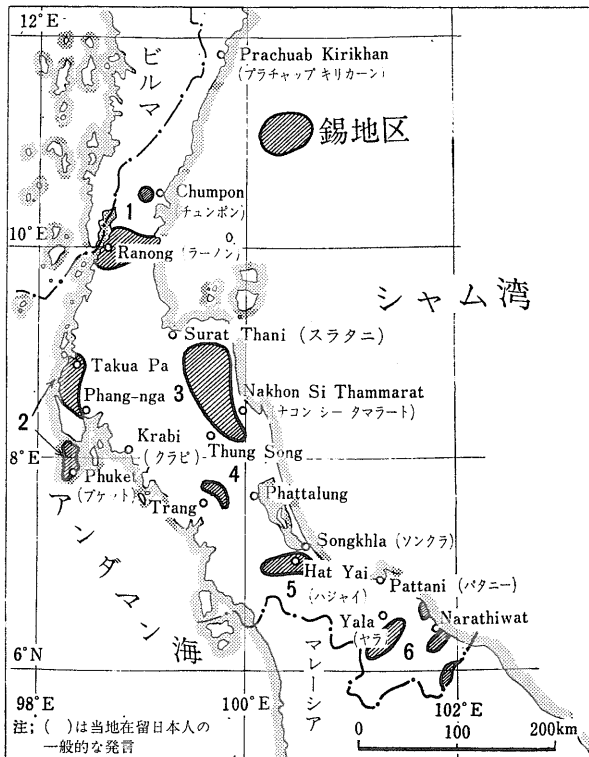 12°E
ビルマ
Prachuab Kirikhan
(プラチャップ キリカーン)
錫地区
Chumpon
(チュンポン)
1
10°E
Ranong (ラーノン)
シャム湾
Surat Thani (スラタニ)
Takua Pa
Phang-nga
3
Nakhon Si Thammarat
(ナコン シー タマラート)
2
Krabi
(クラビ)
Thung Song
8°E
4
Phuket
(プケット)
Phattalung
Trang
アンダマン海
Songkhla (ソンクラ)
Hat Yai
(ハジャイ)
5
Pattani (パタニー)
Yala
(ヤラ)
Narathiwat
6
マレーシア
6°N
98°E
100°E
102°E
注; ( )は当地在留日本人の
一般的な発言
0 100 200km